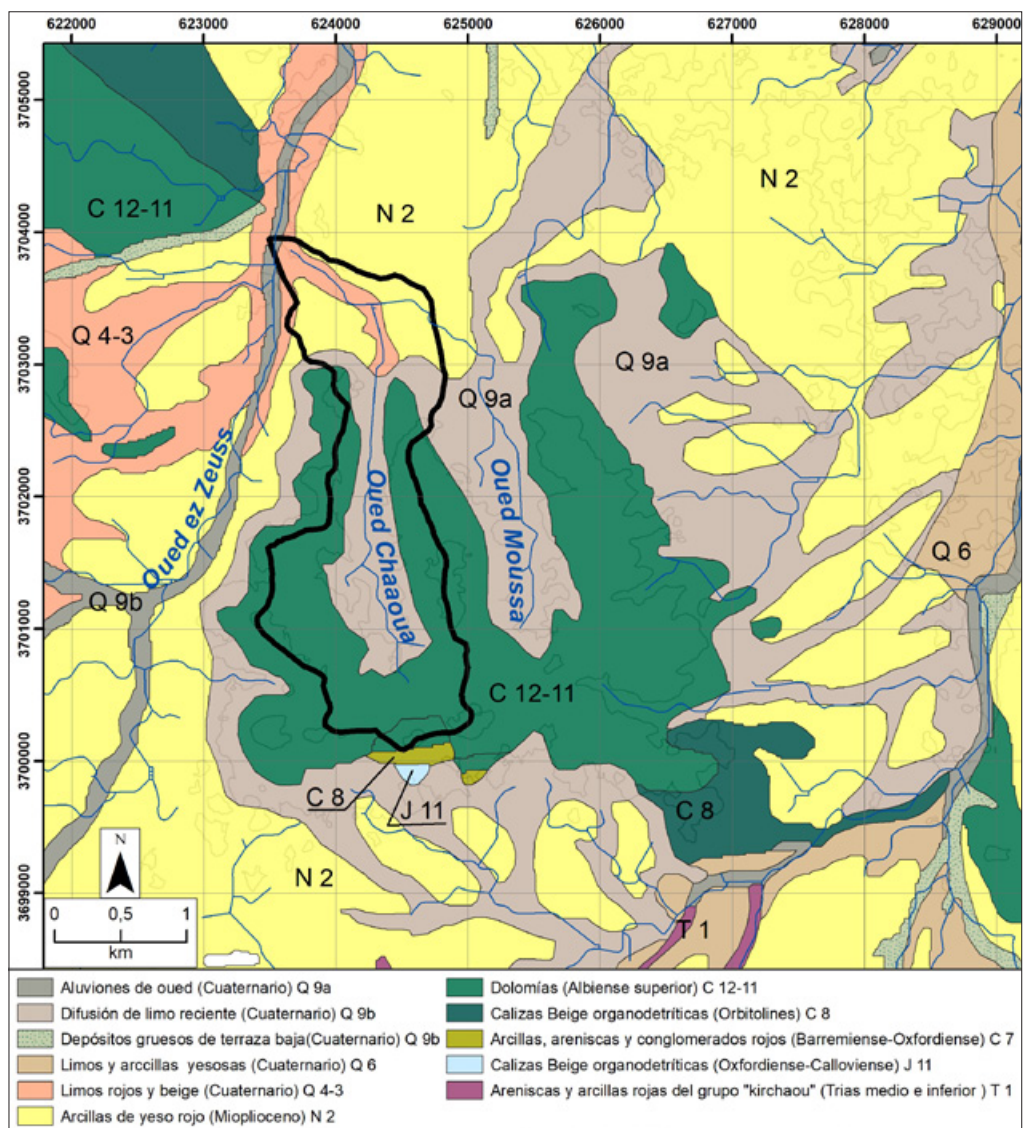 622000 623000 624000 625000 626000 627000 628000 629000
3705000
3704000
3703000
3702000
3701000
3700000
3699000
N 2
C 12-11
N 2
Q 4-3
Q 9a
Q 9a
Oued ez Zeuss
Oued Chaaoua
Oued Moussa
Q 6
Q 9b
C 12-11
C 8
J 11
C 8
N 2
T 1
N
0 0,5 1
km
Aluviones de oued (Cuaternario) Q 9a
Difusión de limo reciente (Cuaternario) Q 9b
Depósitos gruesos de terraza baja(Cuaternario) Q 9b
Limos y arccillas yesosas (Cuaternario) Q 6
Limos rojos y beige (Cuaternario) Q 4-3
Arcillas de yeso rojo (Mioplioceno) N 2
Dolomías (Albiense superior) C 12-11
Calizas Beige organodetríticas (Orbitolines) C 8
Arcillas, areniscas y conglomerados rojos (Barremiense-Oxfordiense) C 7
Calizas Beige organodetríticas (Oxfordiense-Calloviense) J 11
Areniscas y arcillas rojas del grupo "kirchaou" (Trias medio e inferior ) T 1